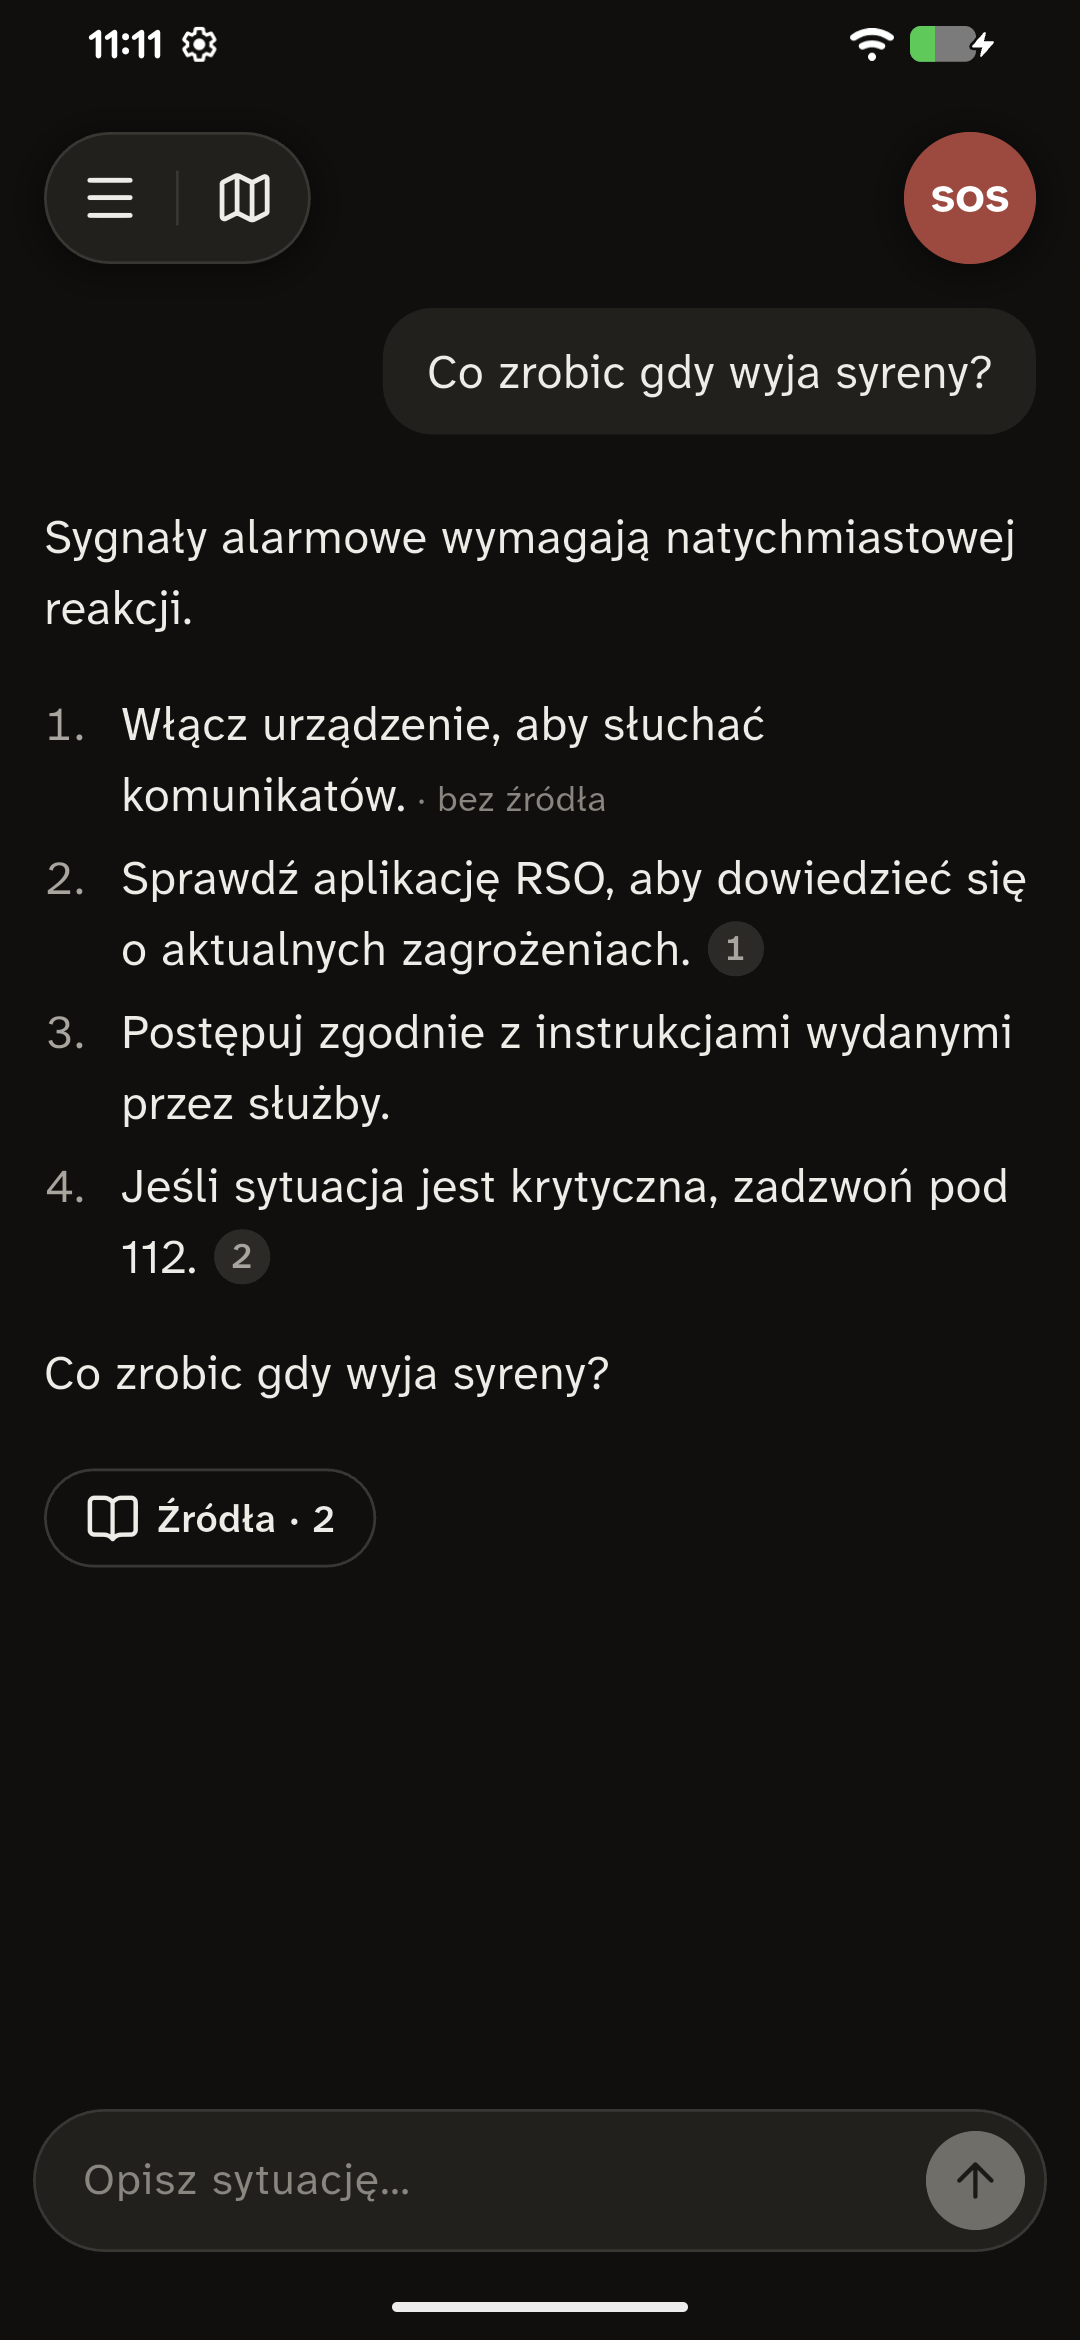 11:11
SOS
Co zrobic gdy wyja syreny?
Sygnały alarmowe wymagają natychmiastowej
reakcji.
1. Włącz urządzenie, aby słuchać
komunikatów. · bez źródła
2. Sprawdź aplikację RSO, aby dowiedzieć się
o aktualnych zagrożeniach. 1
3. Postępuj zgodnie z instrukcjami wydanymi
przez służby.
4. Jeśli sytuacja jest krytyczna, zadzwoń pod
112. 2
Co zrobic gdy wyja syreny?
Źródła · 2
Opisz sytuację...